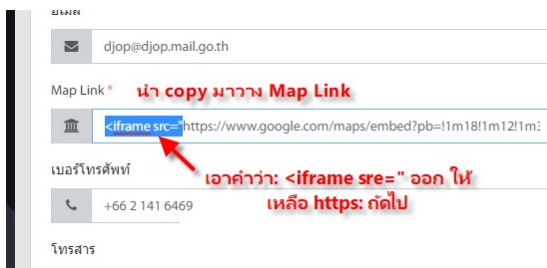 อีเมล
djop@djop.mail.go.th
Map Link *
นำ copy มาวาง Map Link
<iframe src="https://www.google.com/maps/embed?pb=!1m18!1m12!1m3
เบอร์โทรศัพท์
เอาคำว่า: <iframe sre=" ออก ให้
เหลือ https: ถัดไป
+66 2 141 6469
โทรสาร